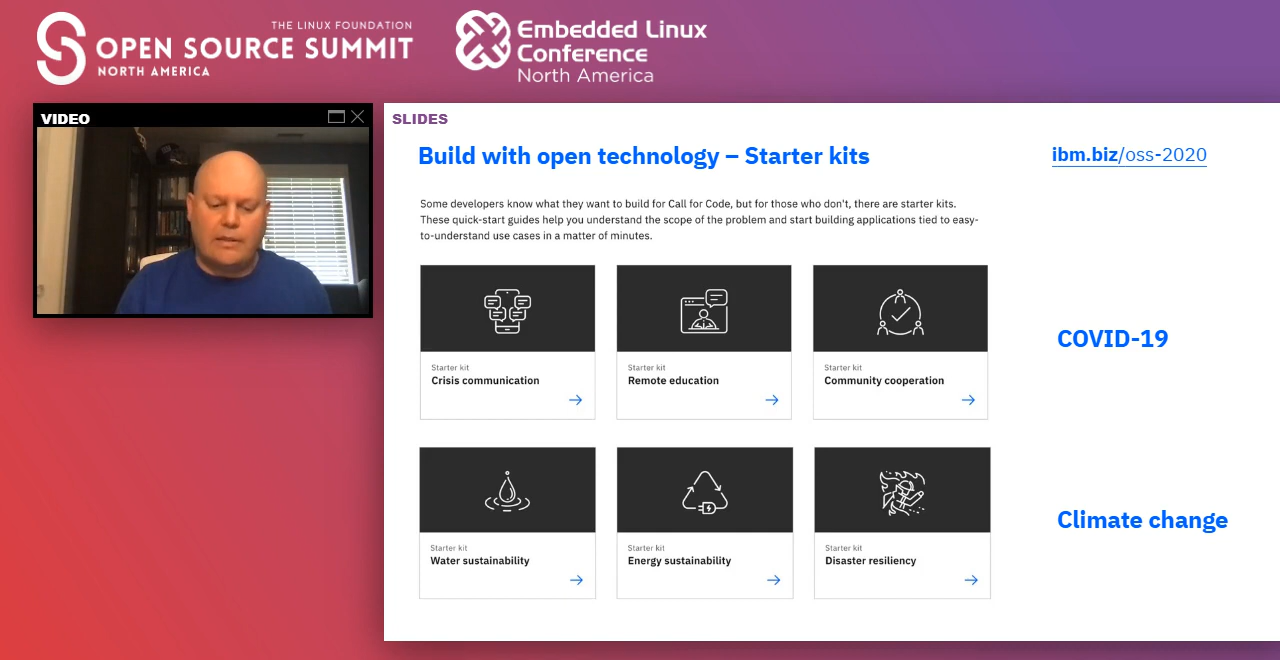 THE LINUX FOUNDATION
OPEN SOURCE SUMMIT
NORTH AMERICA
Embedded Linux
Conference
North America
VIDEO
SLIDES
Build with open technology – Starter kits
ibm.biz/oss-2020
Some developers know what they want to build for Call for Code, but for those who don't, there are starter kits.
These quick-start guides help you understand the scope of the problem and start building applications tied to easy-
to-understand use cases in a matter of minutes.
Starter kit
Crisis communication
Starter kit
Remote education
Starter kit
Community cooperation
COVID-19
Starter kit
Water sustainability
Starter kit
Energy sustainability
Starter kit
Disaster resiliency
Climate change